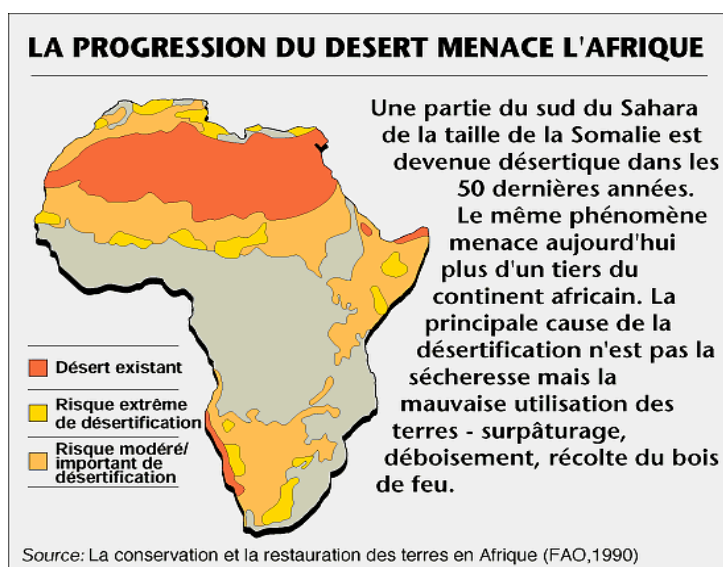 LA PROGRESSION DU DESERT MENACE L'AFRIQUE
Une partie du sud du Sahara
de la taille de la Somalie est
devenue désertique dans les
50 dernières années.
Le même phénomène
menace aujourd'hui
plus d'un tiers du
continent africain. La
principale cause de la
désertification n'est pas la
sécheresse mais la
mauvaise utilisation des
terres - surpâturage,
déboisement, récolte du bois
de feu.
Désert existant
Risque extrême
de désertification
Risque modéré/
important de
désertification
Source: La conservation et la restauration des terres en Afrique (FAO,1990)